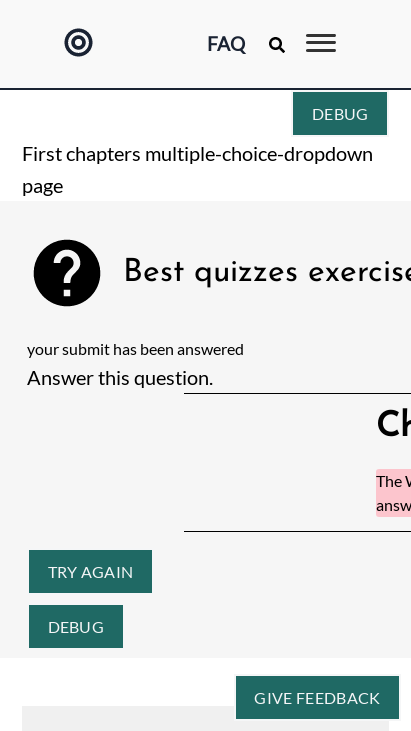 FAQ
DEBUG
First chapters multiple-choice-dropdown
page
Best quizzes exercise
your submit has been answered
Answer this question.
Ch
The W
answ
TRY AGAIN
DEBUG
GIVE FEEDBACK